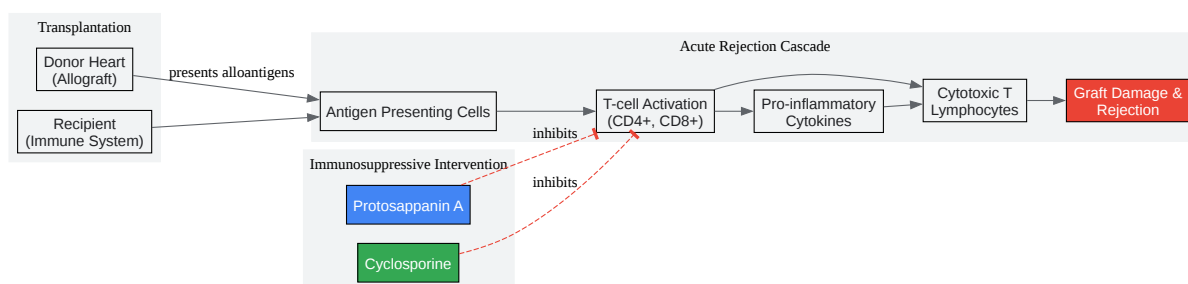 Transplantation
Donor Heart
(Allograft)
Recipient
(Immune System)
presents alloantigens
Acute Rejection Cascade
Antigen Presenting Cells
T-cell Activation
(CD4+, CD8+)
Pro-inflammatory
Cytokines
Cytotoxic T
Lymphocytes
Graft Damage &
Rejection
inhibits
Immunosuppressive Intervention
Protosappanin A
inhibits
Cyclosporine